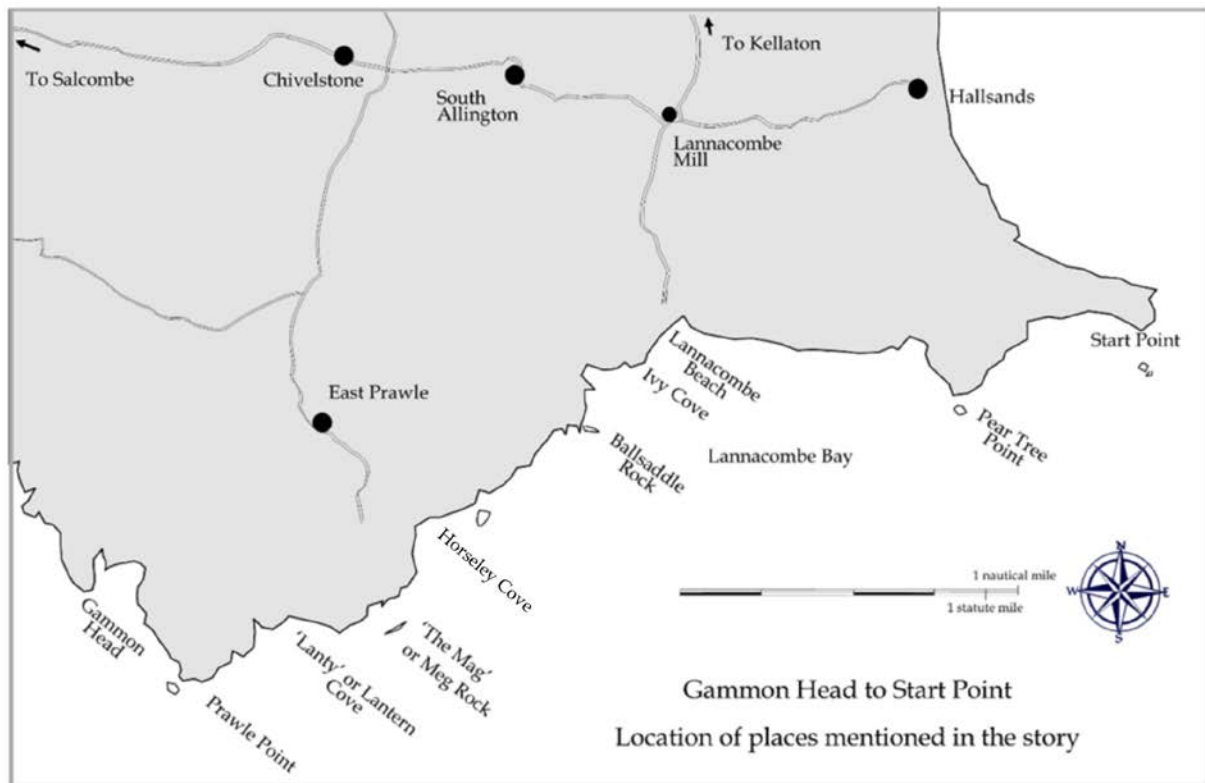 To Kellaton
To Salcombe
Chivelstone
South
Allington
Hallsands
Lannacombe
Mill
Start Point
East Prawle
Lannacombe
Beach
Ivy Cove
Ballsaddle
Rock
Lannacombe Bay
Pear Tree
Point
Horseley Cove
Gammon
Head
Prawle Point
'Lanty' or Lantern
Cove
'The Mag'
or Meg Rock
1 nautical mile
1 statute mile
N
W
E
S
Gammon Head to Start Point
Location of places mentioned in the story